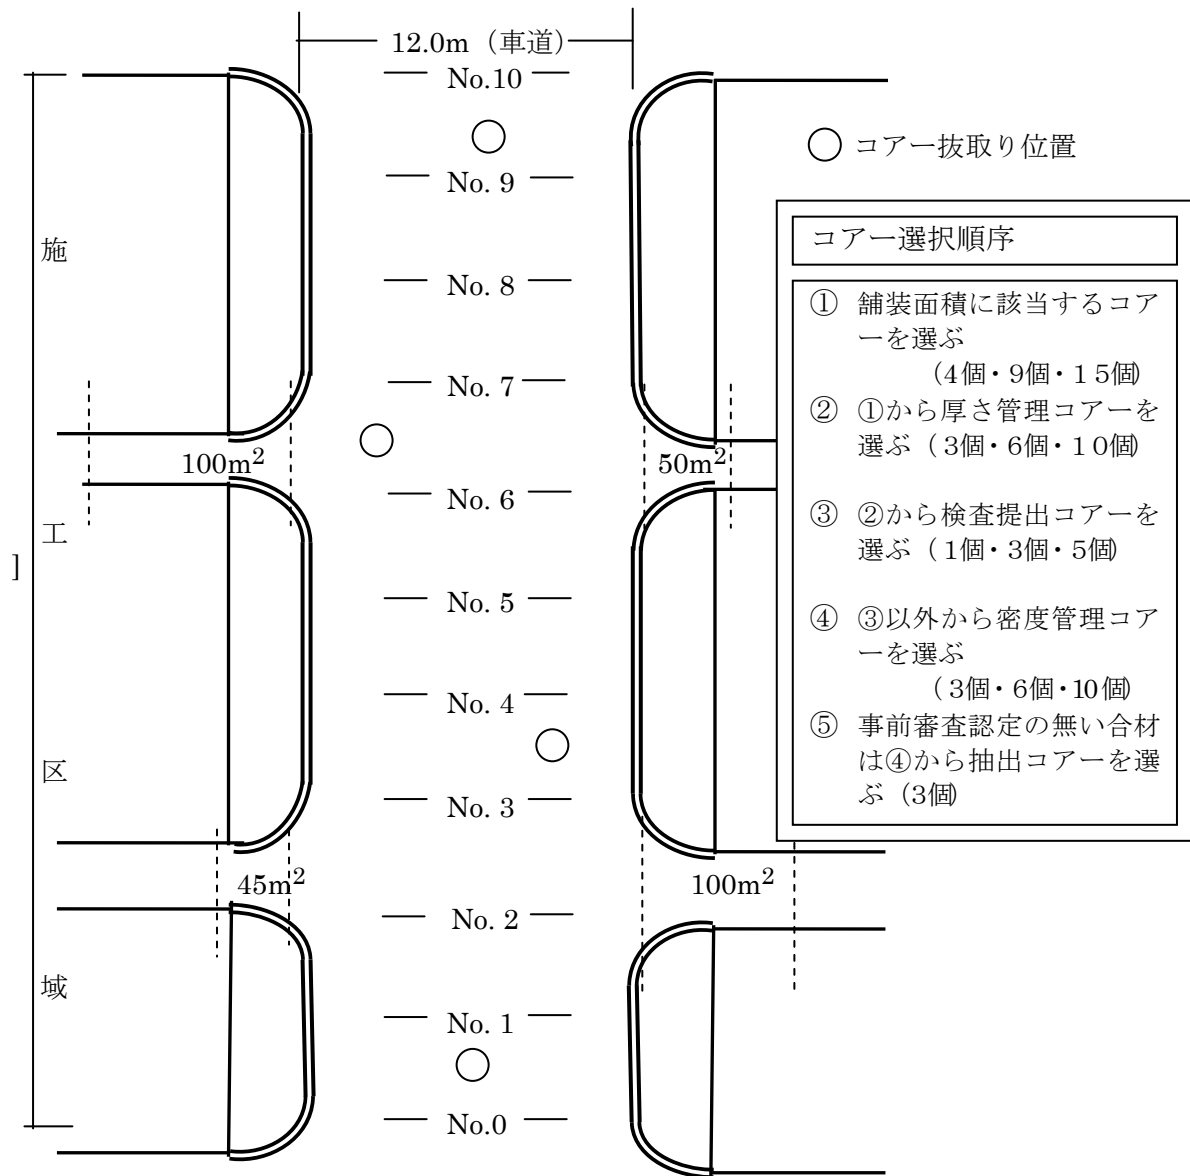 12.0m（車道）
No.10
○ コアー抜取り位置
No. 9
コアー選択順序
施
No. 8
① 舗装面積に該当するコア
ーを選ぶ
（4個・9個・15個）
No. 7
② ①から厚さ管理コアーを
選ぶ（3個・6個・10個）
100m²
50m²
No. 6
③ ②から検査提出コアーを
選ぶ（1個・3個・5個）
工
]
No. 5
④ ③以外から密度管理コア
ーを選ぶ
（3個・6個・10個）
No. 4
⑤ 事前審査認定の無い合材
は④から抽出コアーを選
ぶ（3個）
区
No. 3
45m²
100m²
No. 2
域
No. 1
No.0